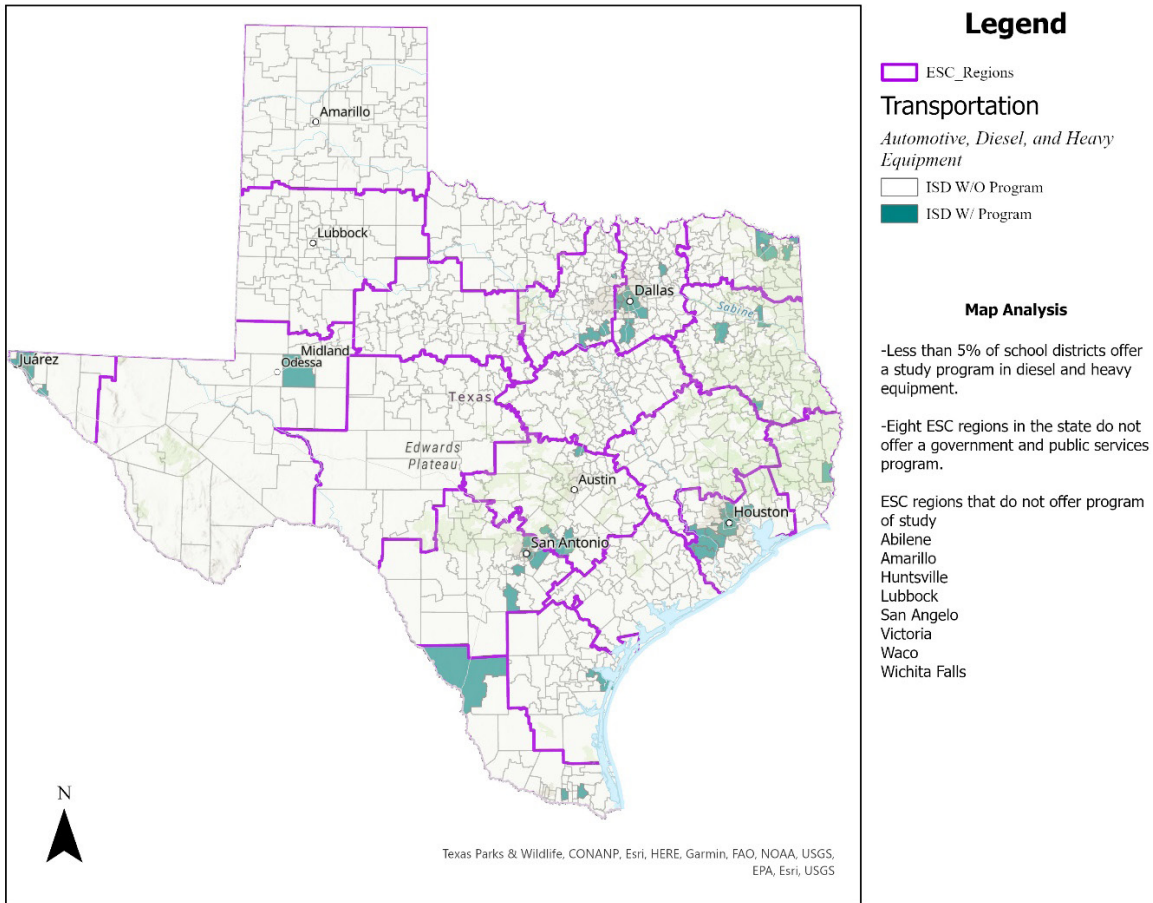 Amarillo
Lubbock
Dallas
Sabine
Juárez
Midland
Odessa
Texas
Edwards
Plateau
Austin
Houston
San Antonio
N
Texas Parks & Wildlife, CONANP, Esri, HERE, Garmin, FAO, NOAA, USGS,
EPA, Esri, USGS
Legend
ESC_Regions
Transportation
Automotive, Diesel, and Heavy
Equipment
ISD W/O Program
ISD W/ Program
Map Analysis
-Less than 5% of school districts offer
a study program in diesel and heavy
equipment.
-Eight ESC regions in the state do not
offer a government and public services
program.
ESC regions that do not offer program
of study
Abilene
Amarillo
Huntsville
Lubbock
San Angelo
Victoria
Waco
Wichita Falls